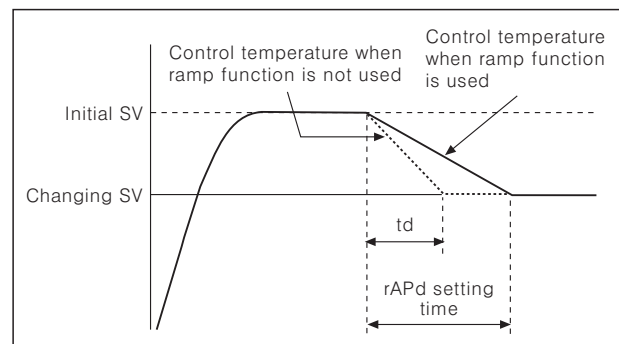 Control temperature when
ramp function is not used
Control temperature
when ramp function
is used
Initial SV
Changing SV
td
rAPd setting
time